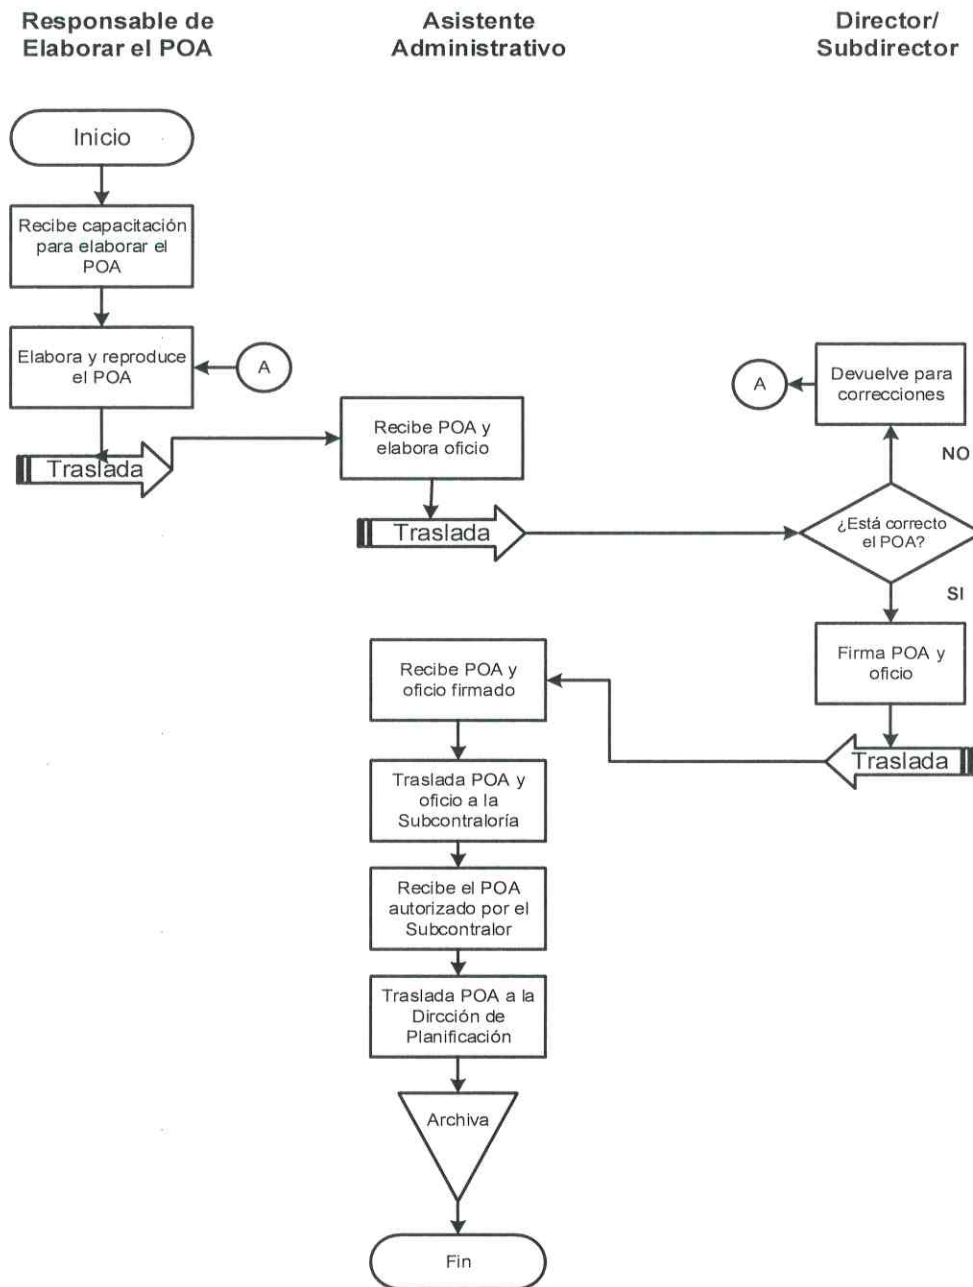 Responsable de
Elaborar el POA
Asistente
Administrativo
Director/
Subdirector
Inicio
Recibe capacitación
para elaborar el
POA
Elabora y reproduce
el POA
A
Traslada
Recibe POA y
elabora oficio
Traslada
A
Devuelve para
correcciones
NO
¿Está correcto
el POA?
SI
Firma POA y
oficio
Traslada
Recibe POA y
oficio firmado
Traslada POA y
oficio a la
Subcontraloría
Recibe el POA
autorizado por el
Subcontralor
Traslada POA a la
Dircción de
Planificación
Archiva
Fin